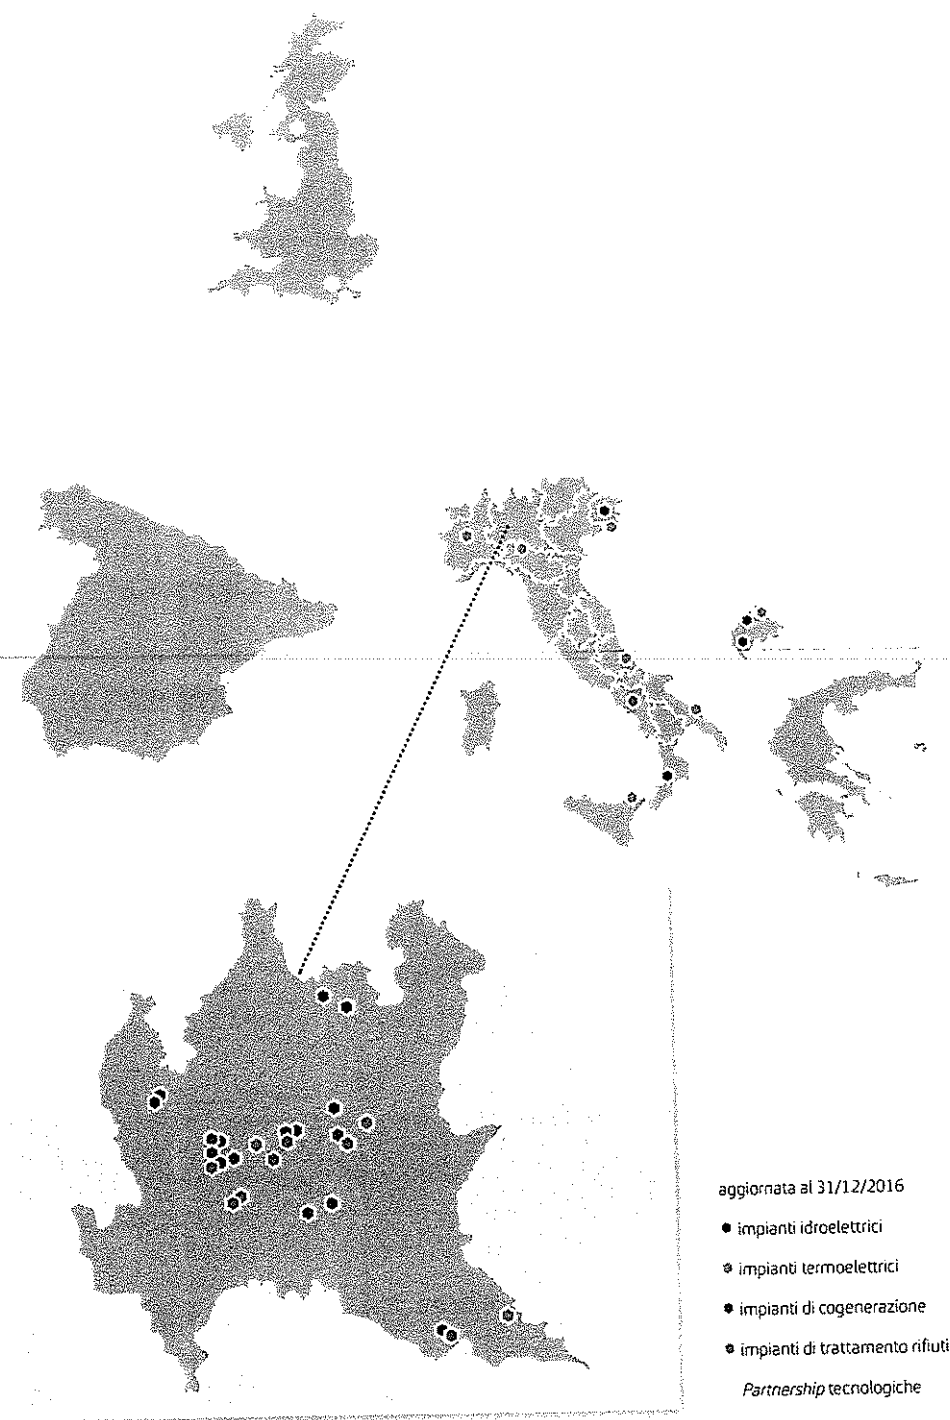 aggiornata al 31/12/2016
impianti idroelettrici
impianti termoelettrici
impianti di cogenerazione
impianti di trattamento rifiuti
Partnership tecnologiche